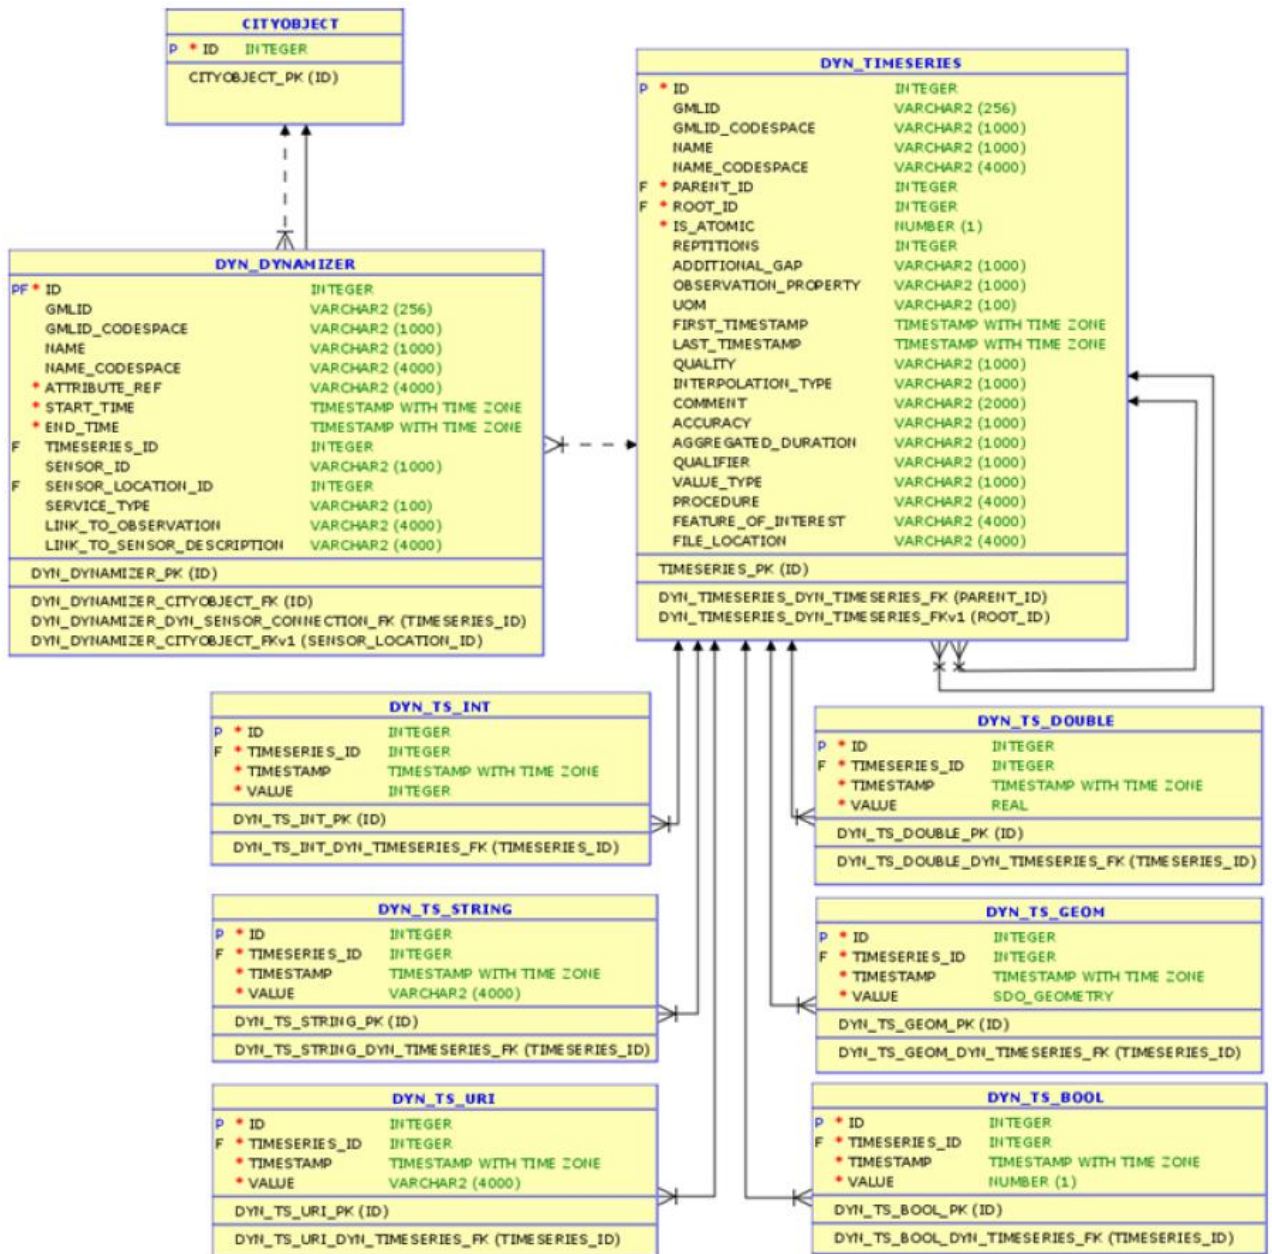 CITYOBJECT
P * ID INTEGER
CITYOBJECT_PK (ID)
DYN_DYNAMIZER
PF * ID INTEGER
GMLID VARCHAR2 (256)
GMLID_CODESPACE VARCHAR2 (1000)
NAME VARCHAR2 (1000)
NAME_CODESPACE VARCHAR2 (4000)
* ATTRIBUTE_REF VARCHAR2 (4000)
* START_TIME TIMESTAMP WITH TIME ZONE
* END_TIME TIMESTAMP WITH TIME ZONE
F TIMESERIES_ID INTEGER
SENSOR_ID VARCHAR2 (1000)
F SENSOR_LOCATION_ID INTEGER
SERVICE_TYPE VARCHAR2 (100)
LINK_TO_OBSERVATION VARCHAR2 (4000)
LINK_TO_SENSOR_DESCRIPTION VARCHAR2 (4000)
DYN_DYNAMIZER_PK (ID)
DYN_DYNAMIZER_CITYOBJECT_FK (ID)
DYN_DYNAMIZER_DYN_SENSOR_CONNECTION_FK (TIMESERIES_ID)
DYN_DYNAMIZER_CITYOBJECT_FKv1 (SENSOR_LOCATION_ID)
DYN_TIMESERIES
P * ID INTEGER
GMLID VARCHAR2 (256)
GMLID_CODESPACE VARCHAR2 (1000)
NAME VARCHAR2 (1000)
NAME_CODESPACE VARCHAR2 (4000)
F * PARENT_ID INTEGER
F * ROOT_ID INTEGER
* IS_ATOMIC NUMBER (1)
REPTITIONS INTEGER
ADDITIONAL_GAP VARCHAR2 (1000)
OBSERVATION_PROPERTY VARCHAR2 (1000)
UOM VARCHAR2 (100)
FIRST_TIMESTAMP TIMESTAMP WITH TIME ZONE
LAST_TIMESTAMP TIMESTAMP WITH TIME ZONE
QUALITY VARCHAR2 (1000)
INTERPOLATION_TYPE VARCHAR2 (1000)
COMMENT VARCHAR2 (2000)
ACCURACY VARCHAR2 (1000)
AGGREGATED_DURATION VARCHAR2 (1000)
QUALIFIER VARCHAR2 (1000)
VALUE_TYPE VARCHAR2 (1000)
PROCEDURE VARCHAR2 (4000)
FEATURE_OF_INTEREST VARCHAR2 (4000)
FILE_LOCATION VARCHAR2 (4000)
TIMESERIES_PK (ID)
DYN_TIMESERIES_DYN_TIMESERIES_FK (PARENT_ID)
DYN_TIMESERIES_DYN_TIMESERIES_FKv1 (ROOT_ID)
DYN_TS_INT
P * ID INTEGER
F * TIMESERIES_ID INTEGER
* TIMESTAMP TIMESTAMP WITH TIME ZONE
* VALUE INTEGER
DYN_TS_INT_PK (ID)
DYN_TS_INT_DYN_TIMESERIES_FK (TIMESERIES_ID)
DYN_TS_DOUBLE
P * ID INTEGER
F * TIMESERIES_ID INTEGER
* TIMESTAMP TIMESTAMP WITH TIME ZONE
* VALUE REAL
DYN_TS_DOUBLE_PK (ID)
DYN_TS_DOUBLE_DYN_TIMESERIES_FK (TIMESERIES_ID)
DYN_TS_STRING
P * ID INTEGER
F * TIMESERIES_ID INTEGER
* TIMESTAMP TIMESTAMP WITH TIME ZONE
* VALUE VARCHAR2 (4000)
DYN_TS_STRING_PK (ID)
DYN_TS_STRING_DYN_TIMESERIES_FK (TIMESERIES_ID)
DYN_TS_GEOM
P * ID INTEGER
F * TIMESERIES_ID INTEGER
* TIMESTAMP TIMESTAMP WITH TIME ZONE
* VALUE SDO_GEOMETRY
DYN_TS_GEOM_PK (ID)
DYN_TS_GEOM_DYN_TIMESERIES_FK (TIMESERIES_ID)
DYN_TS_URI
P * ID INTEGER
F * TIMESERIES_ID INTEGER
* TIMESTAMP TIMESTAMP WITH TIME ZONE
* VALUE VARCHAR2 (4000)
DYN_TS_URI_PK (ID)
DYN_TS_URI_DYN_TIMESERIES_FK (TIMESERIES_ID)
DYN_TS_BOOL
P * ID INTEGER
F * TIMESERIES_ID INTEGER
* TIMESTAMP TIMESTAMP WITH TIME ZONE
* VALUE NUMBER (1)
DYN_TS_BOOL_PK (ID)
DYN_TS_BOOL_DYN_TIMESERIES_FK (TIMESERIES_ID)